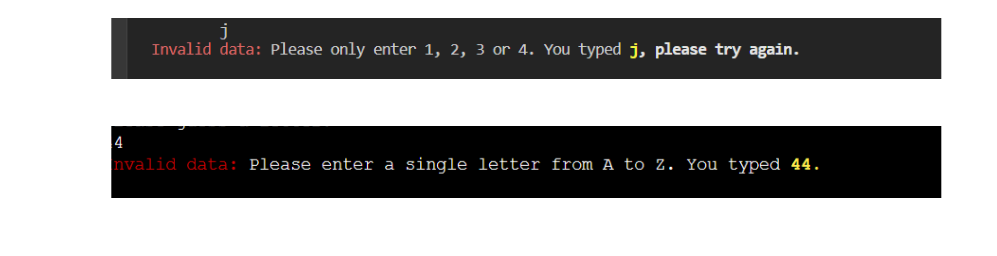 j
Invalid data: Please only enter 1, 2, 3 or 4. You typed j, please try again.
4
nvalid data: Please enter a single letter from A to Z. You typed 44.